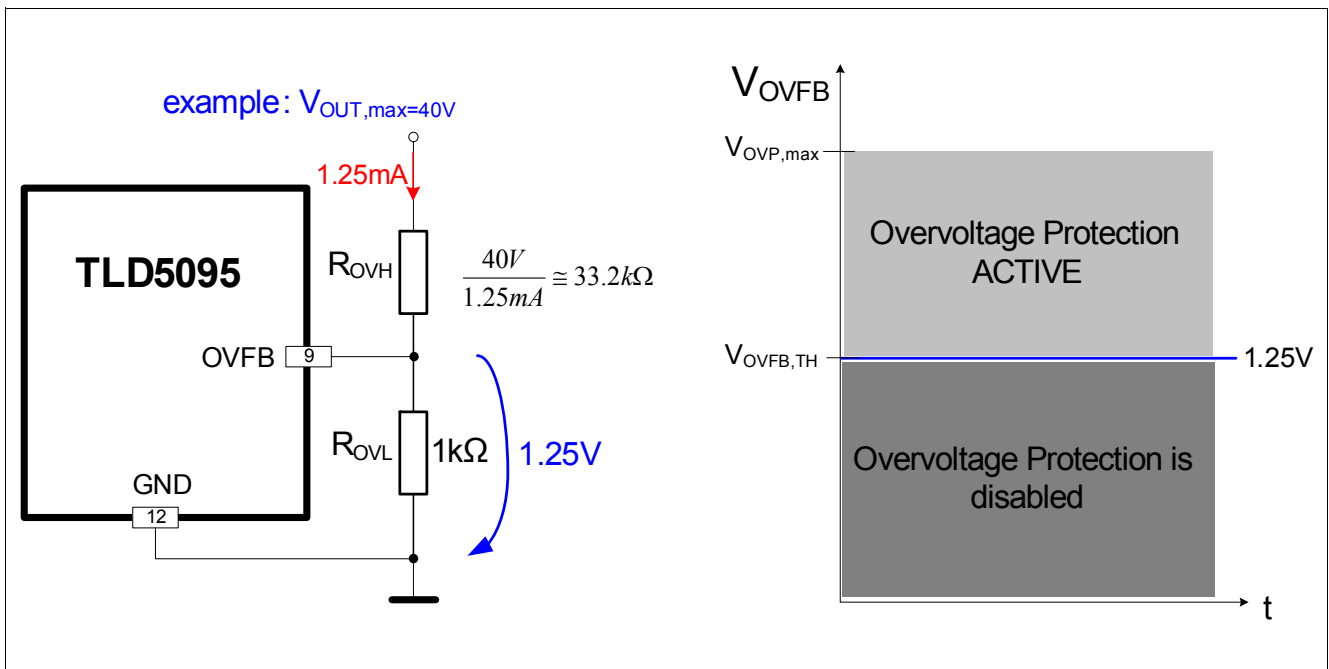 example: VOUT,max=40V
1.25mA
TLD5095
ROVH
40V
1.25mA
≅ 33.2kΩ
OVFB
9
ROVL
1kΩ
1.25V
GND
12
VOVFB
VOVP,max
Overvoltage Protection
ACTIVE
VOVFB,TH
1.25V
Overvoltage Protection is
disabled
t